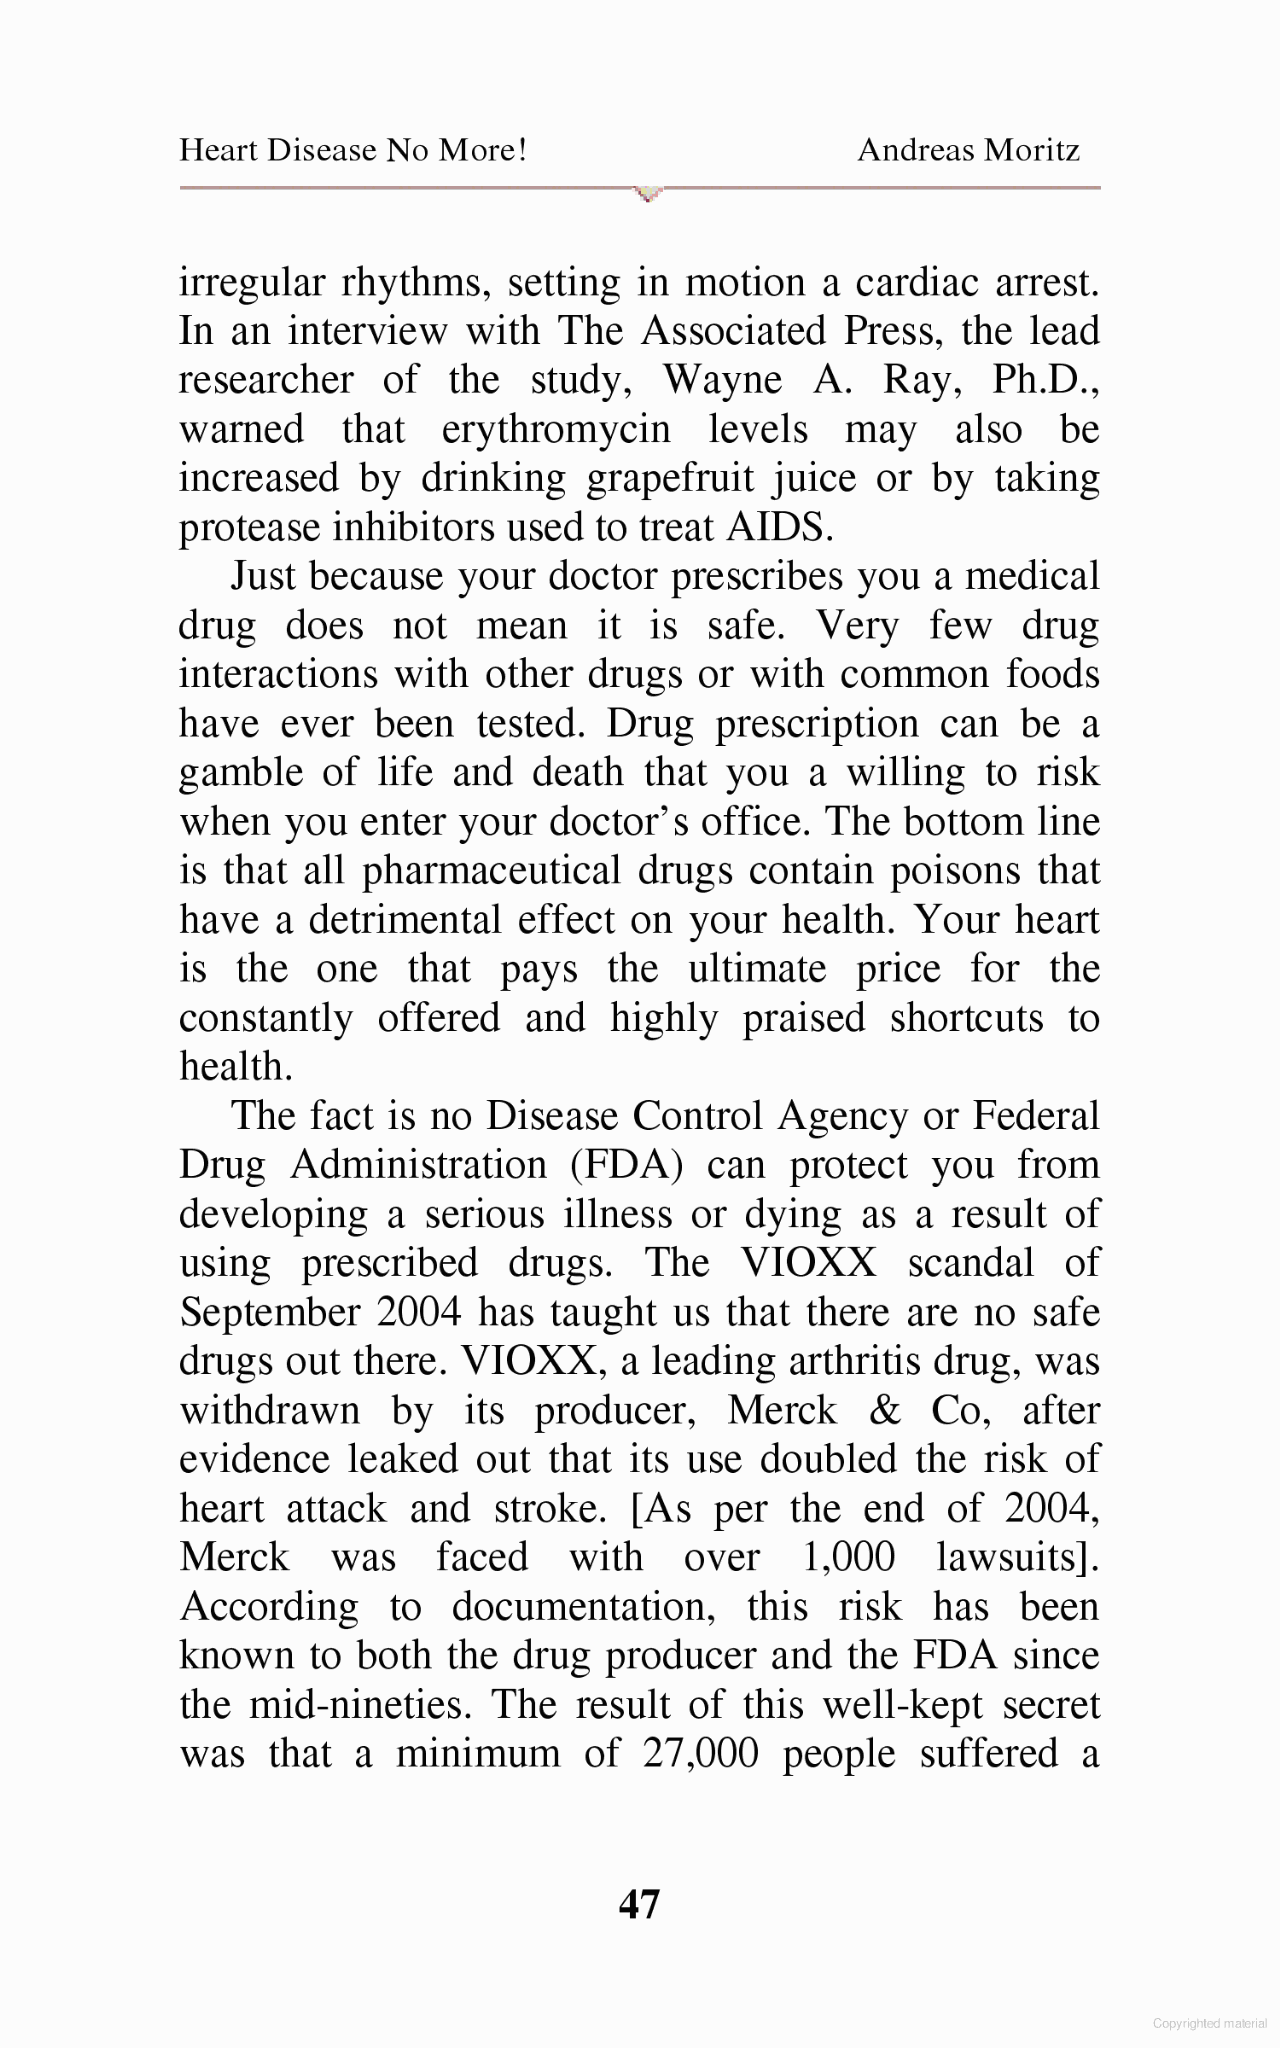 Heart Disease No More! Andreas Moritz
irregular rhythms, setting in motion a cardiac arrest.
In an interview with The Associated Press, the lead
researcher of the study, Wayne A. Ray, Ph.D.,
warned that erythromycin levels may also be
increased by drinking grapefruit juice or by taking
protease inhibitors used to treat AIDS.
Just because your doctor prescribes you a medical
drug does not mean it is safe. Very few drug
interactions with other drugs or with common foods
have ever been tested. Drug prescription can be a
gamble of life and death that you a willing to risk
when you enter your doctor's office. The bottom line
is that all pharmaceutical drugs contain poisons that
have a detrimental effect on your health. Your heart
is the one that pays the ultimate price for the
constantly offered and highly praised shortcuts to
health.
The fact is no Disease Control Agency or Federal
Drug Administration (FDA) can protect you from
developing a serious illness or dying as a result of
using prescribed drugs. The VIOXX scandal of
September 2004 has taught us that there are no safe
drugs out there. VIOXX, a leading arthritis drug, was
withdrawn by its producer, Merck & Co, after
evidence leaked out that its use doubled the risk of
heart attack and stroke. [As per the end of 2004,
Merck was faced with over 1,000 lawsuits].
According to documentation, this risk has been
known to both the drug producer and the FDA since
the mid-nineties. The result of this well-kept secret
was that a minimum of 27,000 people suffered a
47
Copyrighted material